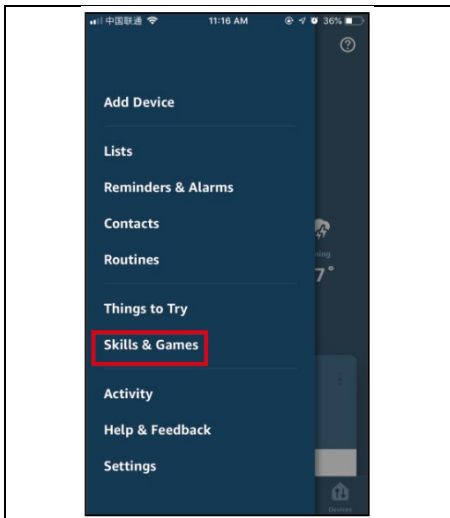 中国联通 11:16 AM 36%
Add Device
Lists
Reminders & Alarms
Contacts
Routines
7°
Things to Try
Skills & Games
Activity
Help & Feedback
Settings
Devices